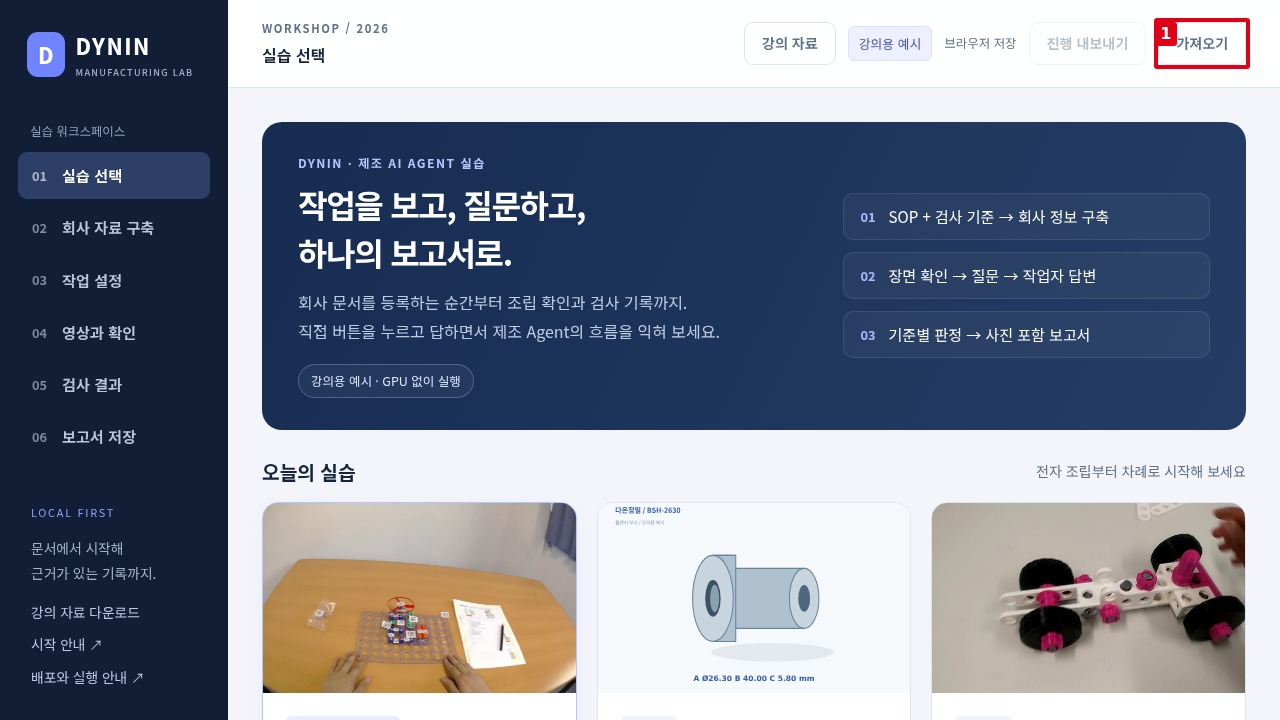 D
DYNIN
MANUFACTURING LAB
실습 워크스페이스
01 실습 선택
02 회사 자료 구축
03 작업 설정
04 영상과 확인
05 검사 결과
06 보고서 저장
LOCAL FIRST
문서에서 시작해
근거가 있는 기록까지.
강의 자료 다운로드
시작 안내 ↗
배포와 실행 안내 ↗
WORKSHOP / 2026
실습 선택
강의 자료
강의용 예시
브라우저 저장
진행 내보내기
1
가져오기
DYNIN · 제조 AI AGENT 실습
작업을 보고, 질문하고,
하나의 보고서로.
회사 문서를 등록하는 순간부터 조립 확인과 검사 기록까지.
직접 버튼을 누르고 답하면서 제조 Agent의 흐름을 익혀 보세요.
강의용 예시 · GPU 없이 실행
01 SOP + 검사 기준 → 회사 정보 구축
02 장면 확인 → 질문 → 작업자 답변
03 기준별 판정 → 사진 포함 보고서
오늘의 실습
전자 조립부터 차례로 시작해 보세요
다온정밀 / BSH-2630
A Ø26.30 B 40.00 C 5.80 mm